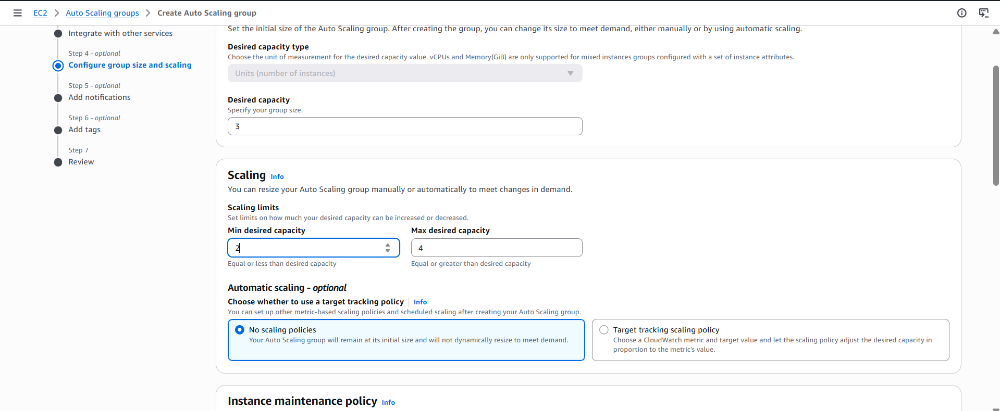 EC2 > Auto Scaling groups > Create Auto Scaling group
Integrate with other services
Step 4 - optional
Configure group size and scaling
Step 5 - optional
Add notifications
Step 6 - optional
Add tags
Step 7
Review
Set the initial size of the Auto Scaling group. After creating the group, you can change its size to meet demand, either manually or by using automatic scaling.
Desired capacity type
Choose the unit of measurement for the desired capacity value. vCPUs and Memory(GiB) are only supported for mixed instances groups configured with a set of instance attributes.
Units (number of instances)
Desired capacity
Specify your group size.
3
Scaling Info
You can resize your Auto Scaling group manually or automatically to meet changes in demand.
Scaling limits
Set limits on how much your desired capacity can be increased or decreased.
Min desired capacity
2
Equal or less than desired capacity
Max desired capacity
4
Equal or greater than desired capacity
Automatic scaling - optional
Choose whether to use a target tracking policy Info
You can set up other metric-based scaling policies and scheduled scaling after creating your Auto Scaling group.
No scaling policies
Your Auto Scaling group will remain at its initial size and will not dynamically resize to meet demand.
Target tracking scaling policy
Choose a CloudWatch metric and target value and let the scaling policy adjust the desired capacity in
proportion to the metric's value.
Instance maintenance policy Info